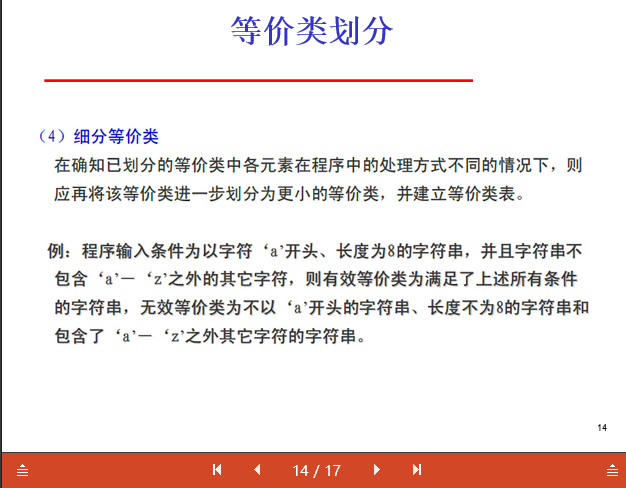 等价类划分
（4）细分等价类
在确知已划分的等价类中各元素在程序中的处理方式不同的情况下，则
应再将该等价类进一步划分为更小的等价类，并建立等价类表。
例：程序输入条件为以字符‘a’开头、长度为8的字符串，并且字符串不
包含‘a’－‘z’之外的其它字符，则有效等价类为满足了上述所有条件
的字符串，无效等价类为不以‘a’开头的字符串、长度不为8的字符串和
包含了‘a’－‘z’之外其它字符的字符串。
14
14 / 17